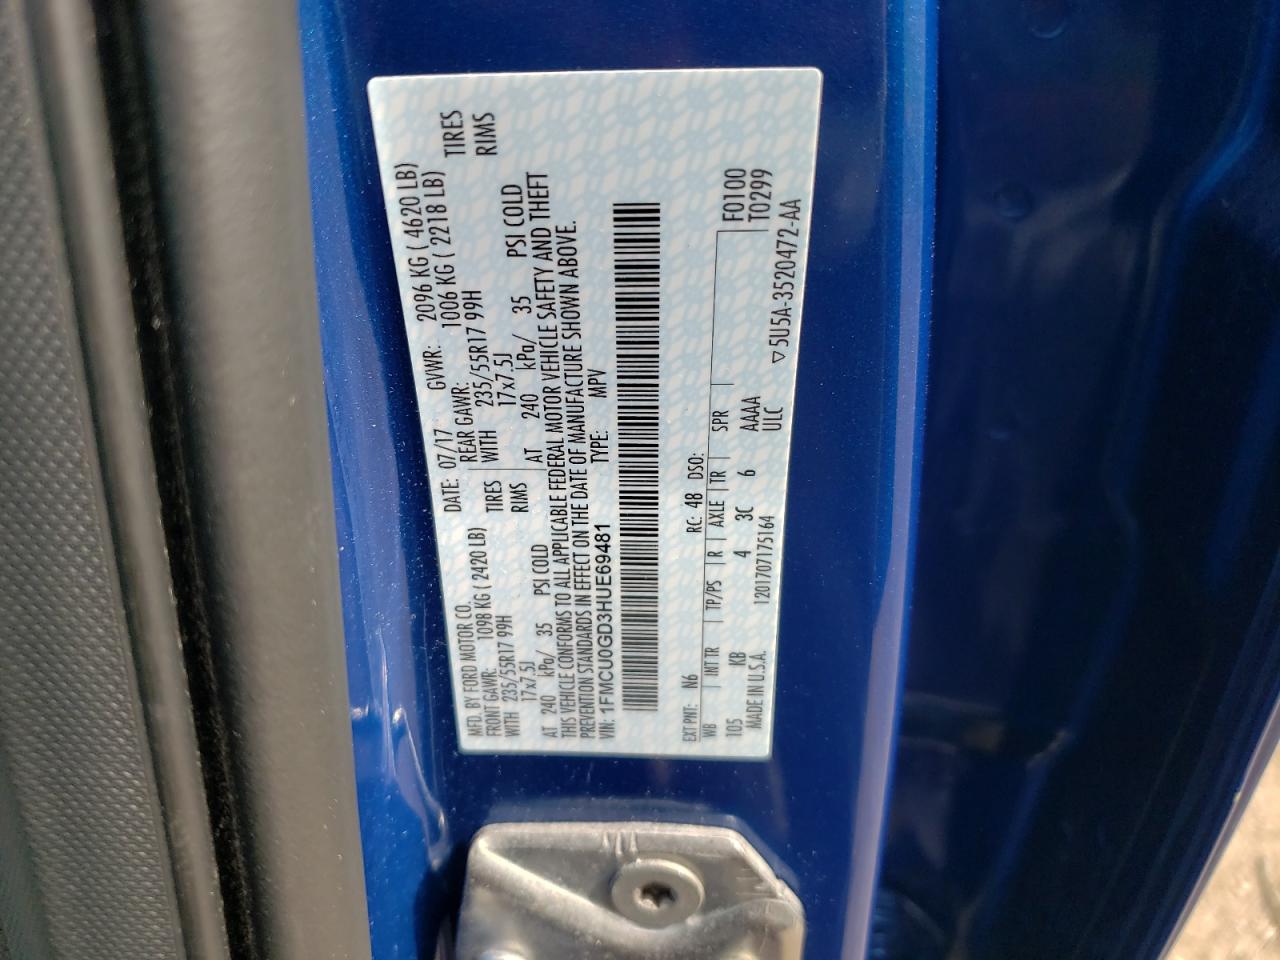 MFD. BY FORD MOTOR CO. DATE: 07/17 GVWR: 2096 KG ( 4620 LB)
FRONT GAWR: 1098 KG ( 2420 LB) REAR GAWR: 1006 KG ( 2218 LB)
WITH 235/55R17 99H TIRES WITH 235/55R17 99H TIRES
17x7.5J RIMS 17x7.5J RIMS
AT 240 kPa/ 35 PSI COLD AT 240 kPa/ 35 PSI COLD
THIS VEHICLE CONFORMS TO ALL APPLICABLE FEDERAL MOTOR VEHICLE SAFETY AND THEFT
PREVENTION STANDARDS IN EFFECT ON THE DATE OF MANUFACTURE SHOWN ABOVE.
VIN: 1FMCU0GD3HUE69481 TYPE: MPV
EXT PNT: N6 RC: 48 DSO: F0100
WB INT TR TP/PS R AXLE TR SPR T0299
105 KB 4 3C 6 AAAA
MADE IN U.S.A. 120170717​5164 ULC ▽5U5A-3520472-AA